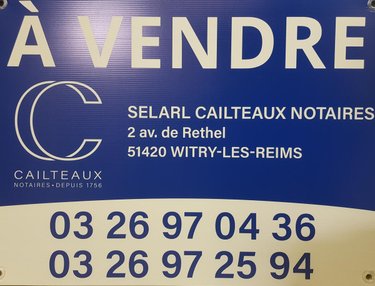 À VENDRE
CAILTEAUX
NOTAIRES • DEPUIS 1756
SELARL CAILTEAUX NOTAIRES
2 av. de Rethel
51420 WITRY-LES-REIMS
03 26 97 04 36
03 26 97 25 94